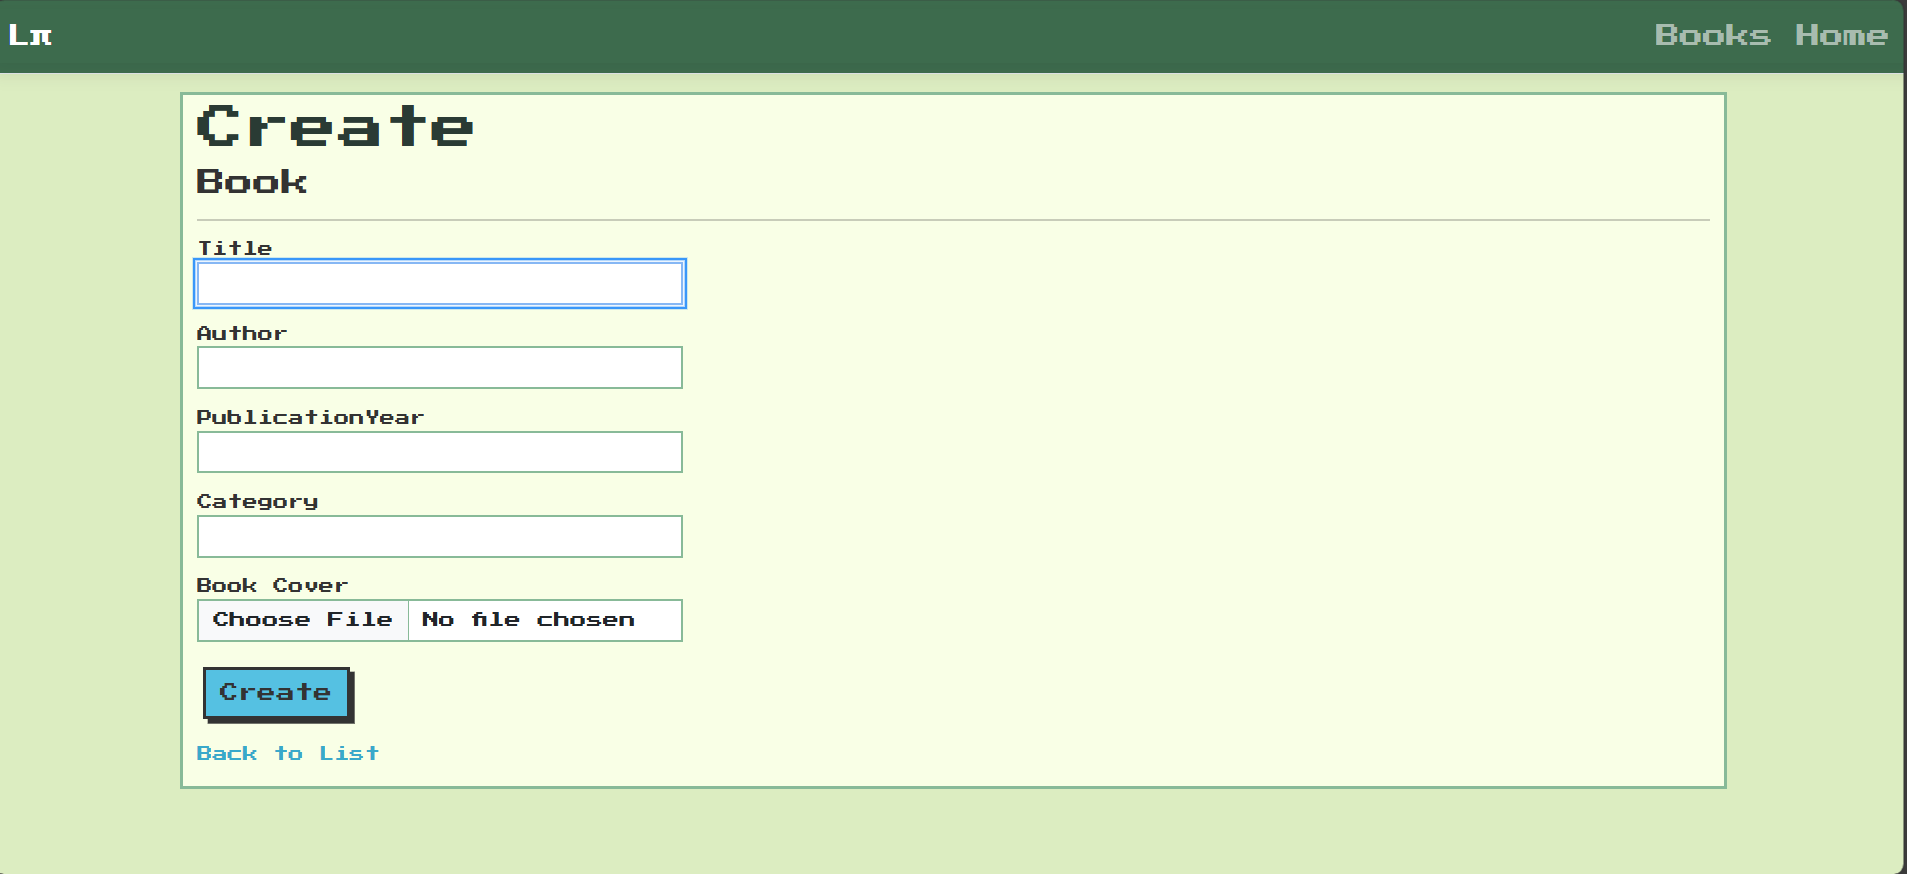 Lπ
Books Home
Create
Book
Title
Author
PublicationYear
Category
Book Cover
Choose File No file chosen
Create
Back to List